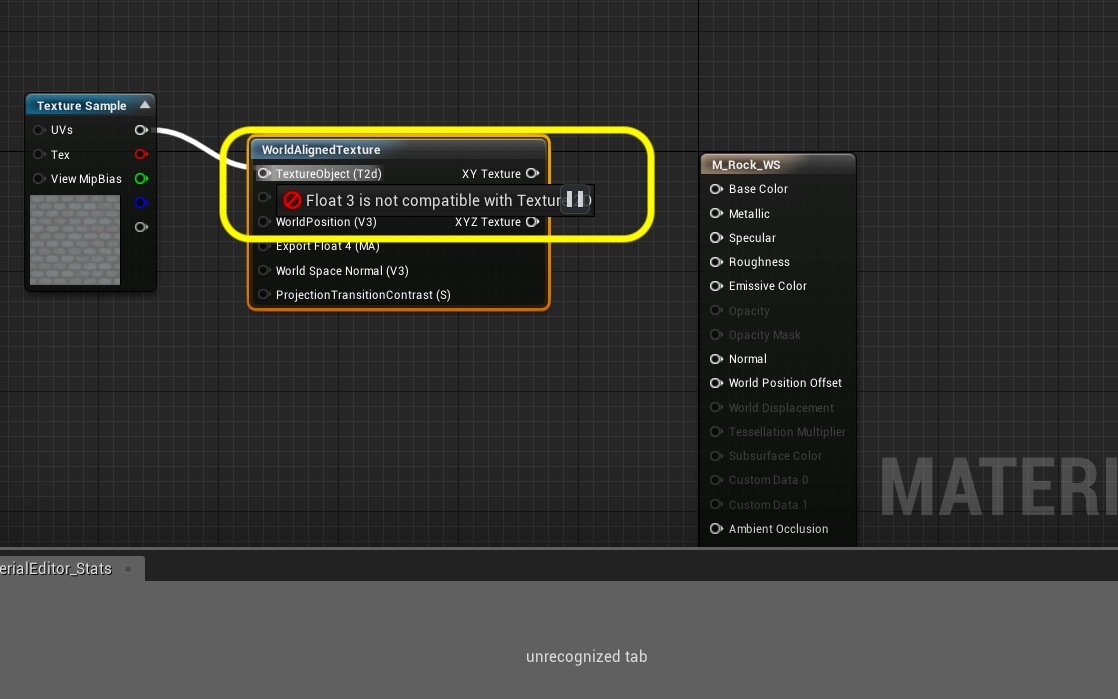 Texture Sample
UVs
Tex
View MipBias
WorldAlignedTexture
TextureObject (T2d)
XY Texture
Float 3 is not compatible with Textur
WorldPosition (V3)
XYZ Texture
Export Float 4 (MA)
World Space Normal (V3)
ProjectionTransitionContrast (S)
M_Rock_WS
Base Color
Metallic
Specular
Roughness
Emissive Color
Opacity
Opacity Mask
Normal
World Position Offset
World Displacement
Tessellation Multiplier
Subsurface Color
Custom Data 0
Custom Data 1
Ambient Occlusion
MATERI
erialEditor_Stats
unrecognized tab